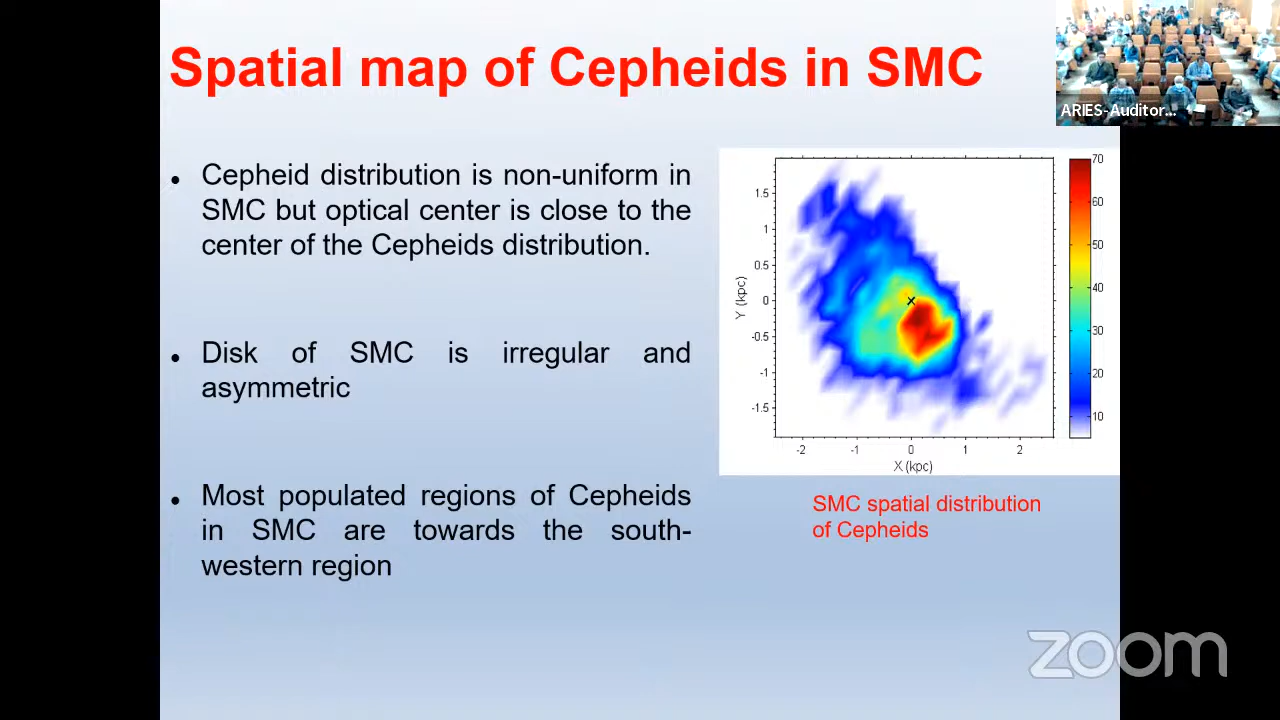 Spatial map of Cepheids in SMC
ARIES-Auditor...
• Cepheid distribution is non-uniform in
SMC but optical center is close to the
center of the Cepheids distribution.
• Disk of SMC is irregular and
asymmetric
• Most populated regions of Cepheids
in SMC are towards the south-
western region
Y (kpc)
1.5
1
0.5
0
-0.5
-1
-1.5
-2 -1 0 1 2
X (kpc)
70
60
50
40
30
20
10
SMC spatial distribution
of Cepheids
zoom